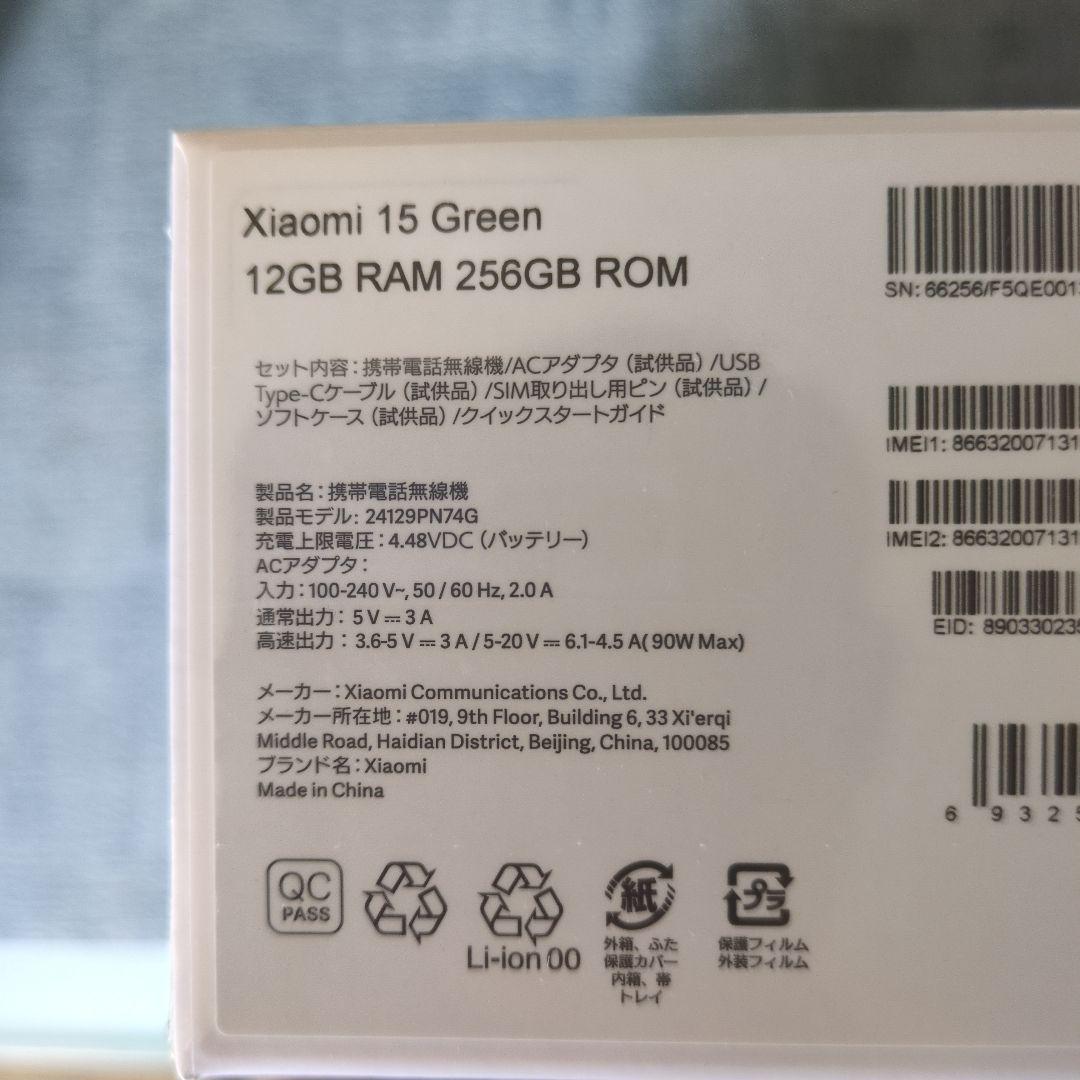 Xiaomi 15 Green
12GB RAM 256GB ROM
セット内容：携帯電話無線機/ACアダプタ（試供品）/USB
Type-Cケーブル（試供品）/SIM取り出し用ピン（試供品）/
ソフトケース（試供品）/クイックスタートガイド
製品名：携帯電話無線機
製品モデル: 24129PN74G
充電上限電圧：4.48VDC（バッテリー）
ACアダプタ：
入力：100-240 V~, 50 / 60 Hz, 2.0 A
通常出力： 5 V ⎓ 3 A
高速出力： 3.6-5 V ⎓ 3 A / 5-20 V ⎓ 6.1-4.5 A( 90W Max)
メーカー：Xiaomi Communications Co., Ltd.
メーカー所在地：#019, 9th Floor, Building 6, 33 Xi'erqi
Middle Road, Haidian District, Beijing, China, 100085
ブランド名：Xiaomi
Made in China
QC
PASS
Li-ion 00
紙
外箱、ふた
保護カバー
内箱、帯
トレイ
プラ
保護フィルム
外装フィルム
SN: 66256/F5QE001
IMEI1: 86632007131
IMEI2: 86632007131
EID: 89033023
6 9325